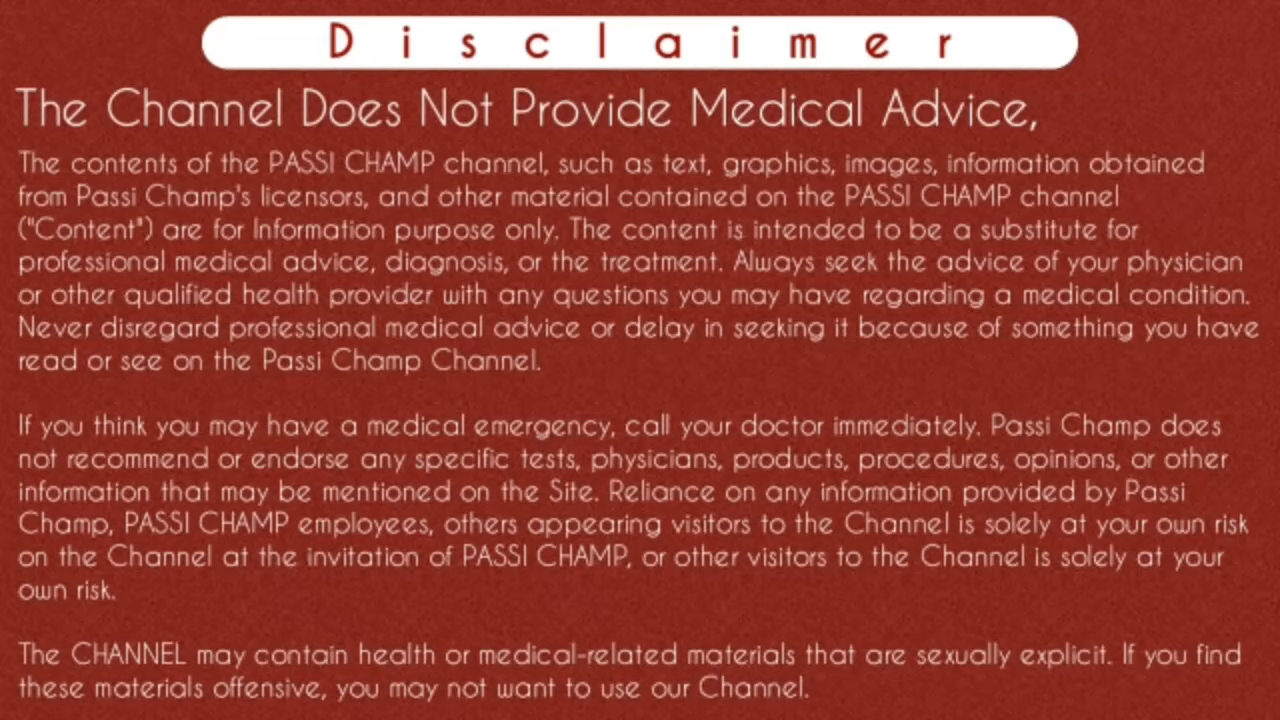 Disclaimer
The Channel Does Not Provide Medical Advice,
The contents of the PASSI CHAMP channel, such as text, graphics, images, information obtained
from Passi Champ's licensors, and other material contained on the PASSI CHAMP channel
("Content") are for Information purpose only. The content is intended to be a substitute for
professional medical advice, diagnosis, or the treatment. Always seek the advice of your physician
or other qualified health provider with any questions you may have regarding a medical condition.
Never disregard professional medical advice or delay in seeking it because of something you have
read or see on the Passi Champ Channel.
If you think you may have a medical emergency, call your doctor immediately. Passi Champ does
not recommend or endorse any specific tests, physicians, products, procedures, opinions, or other
information that may be mentioned on the Site. Reliance on any information provided by Passi
Champ, PASSI CHAMP employees, others appearing visitors to the Channel is solely at your own risk
on the Channel at the invitation of PASSI CHAMP, or other visitors to the Channel is solely at your
own risk.
The CHANNEL may contain health or medical-related materials that are sexually explicit. If you find
these materials offensive, you may not want to use our Channel.